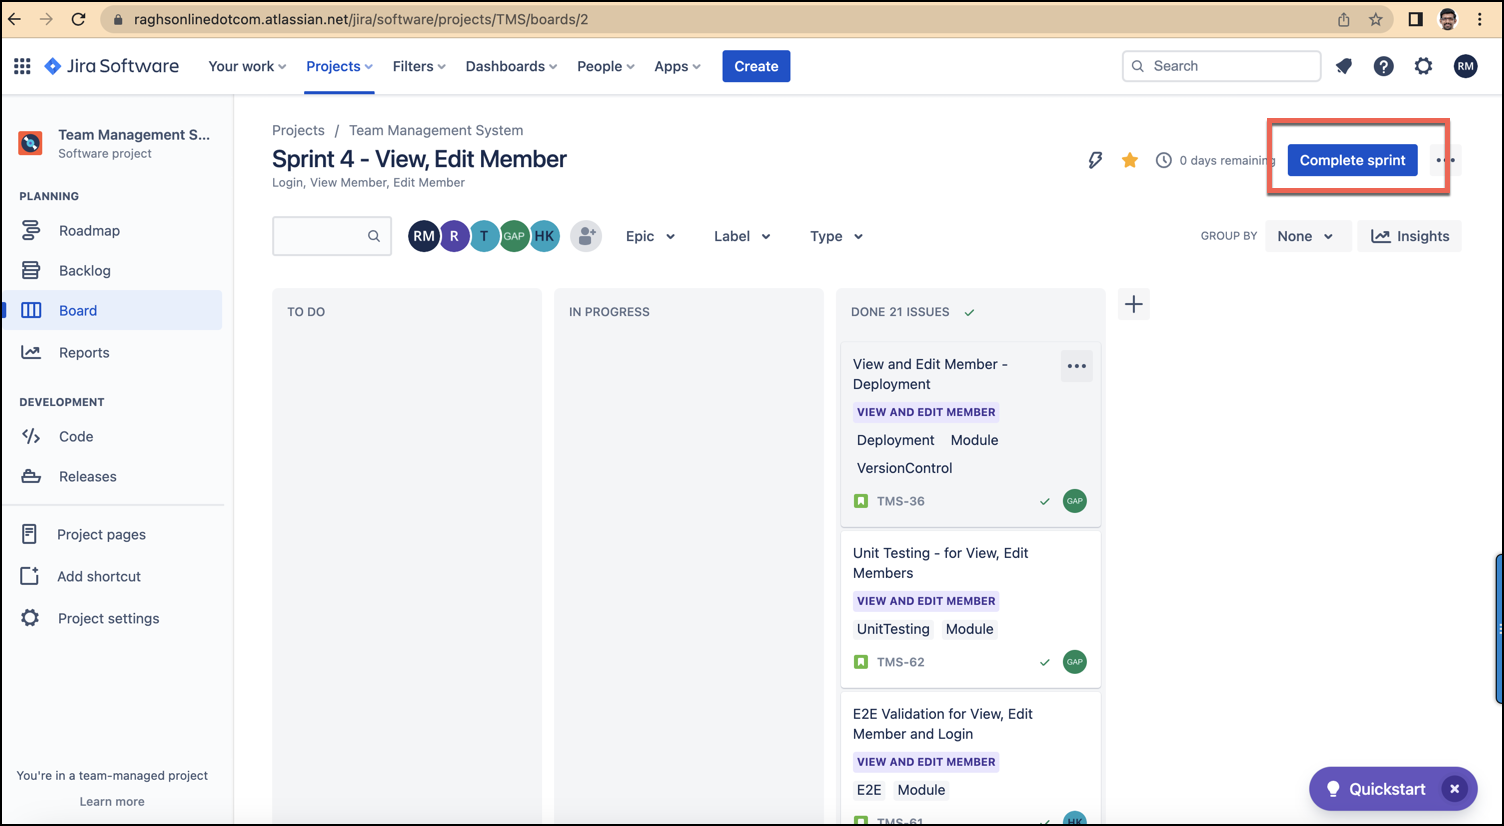 raghsonlinedotcom.atlassian.net/jira/software/projects/TMS/boards/2
Jira Software
Your work
Projects
Filters
Dashboards
People
Apps
Create
Search
RM
Team Management S...
Software project
PLANNING
Roadmap
Backlog
Board
Reports
DEVELOPMENT
Code
Releases
Project pages
Add shortcut
Project settings
You're in a team-managed project
Learn more
Projects / Team Management System
Sprint 4 - View, Edit Member
Login, View Member, Edit Member
0 days remaining
Complete sprint
RM R T GAP HK
Epic
Label
Type
GROUP BY
None
Insights
TO DO
IN PROGRESS
DONE 21 ISSUES
View and Edit Member -
Deployment
VIEW AND EDIT MEMBER
Deployment Module
VersionControl
TMS-36
GAP
Unit Testing - for View, Edit
Members
VIEW AND EDIT MEMBER
UnitTesting Module
TMS-62
GAP
E2E Validation for View, Edit
Member and Login
VIEW AND EDIT MEMBER
E2E Module
TMS-61
HK
Quickstart